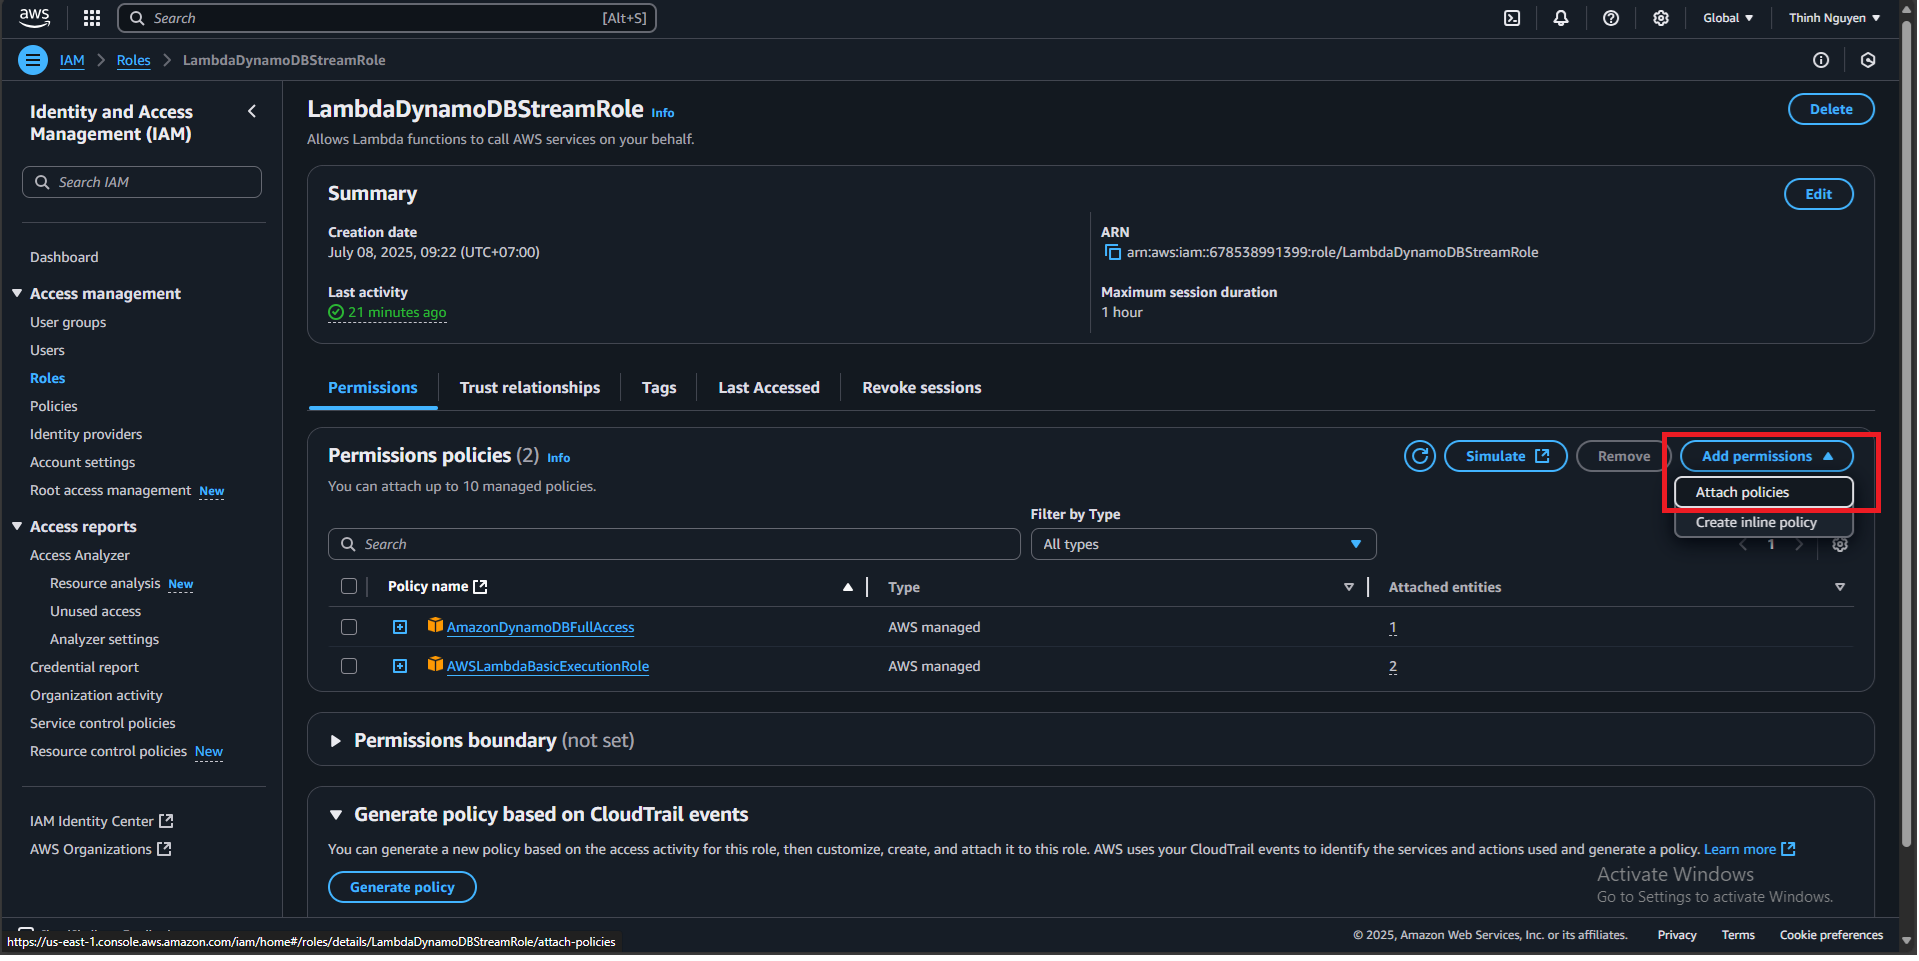 aws
Search [Alt+S]
Global
Thinh Nguyen
IAM
Roles
LambdaDynamoDBStreamRole
Identity and Access
Management (IAM)
Search IAM
Dashboard
Access management
User groups
Users
Roles
Policies
Identity providers
Account settings
Root access management New
Access reports
Access Analyzer
Resource analysis New
Unused access
Analyzer settings
Credential report
Organization activity
Service control policies
Resource control policies New
IAM Identity Center
AWS Organizations
LambdaDynamoDBStreamRole Info
Delete
Allows Lambda functions to call AWS services on your behalf.
Summary
Edit
Creation date
July 08, 2025, 09:22 (UTC+07:00)
ARN
arn:aws:iam::678538991399:role/LambdaDynamoDBStreamRole
Last activity
21 minutes ago
Maximum session duration
1 hour
Permissions
Trust relationships
Tags
Last Accessed
Revoke sessions
Permissions policies (2) Info
Simulate
Remove
Add permissions
Attach policies
Create inline policy
You can attach up to 10 managed policies.
Filter by Type
Search
All types
1
Policy name
Type
Attached entities
AmazonDynamoDBFullAccess
AWS managed
1
AWSLambdaBasicExecutionRole
AWS managed
2
Permissions boundary (not set)
Generate policy based on CloudTrail events
You can generate a new policy based on the access activity for this role, then customize, create, and attach it to this role. AWS uses your CloudTrail events to identify the services and actions used and generate a policy. Learn more
Generate policy
Activate Windows
Go to Settings to activate Windows.
https://us-east-1.console.aws.amazon.com/iam/home#/roles/details/LambdaDynamoDBStreamRole/attach-policies
© 2025, Amazon Web Services, Inc. or its affiliates.
Privacy
Terms
Cookie preferences